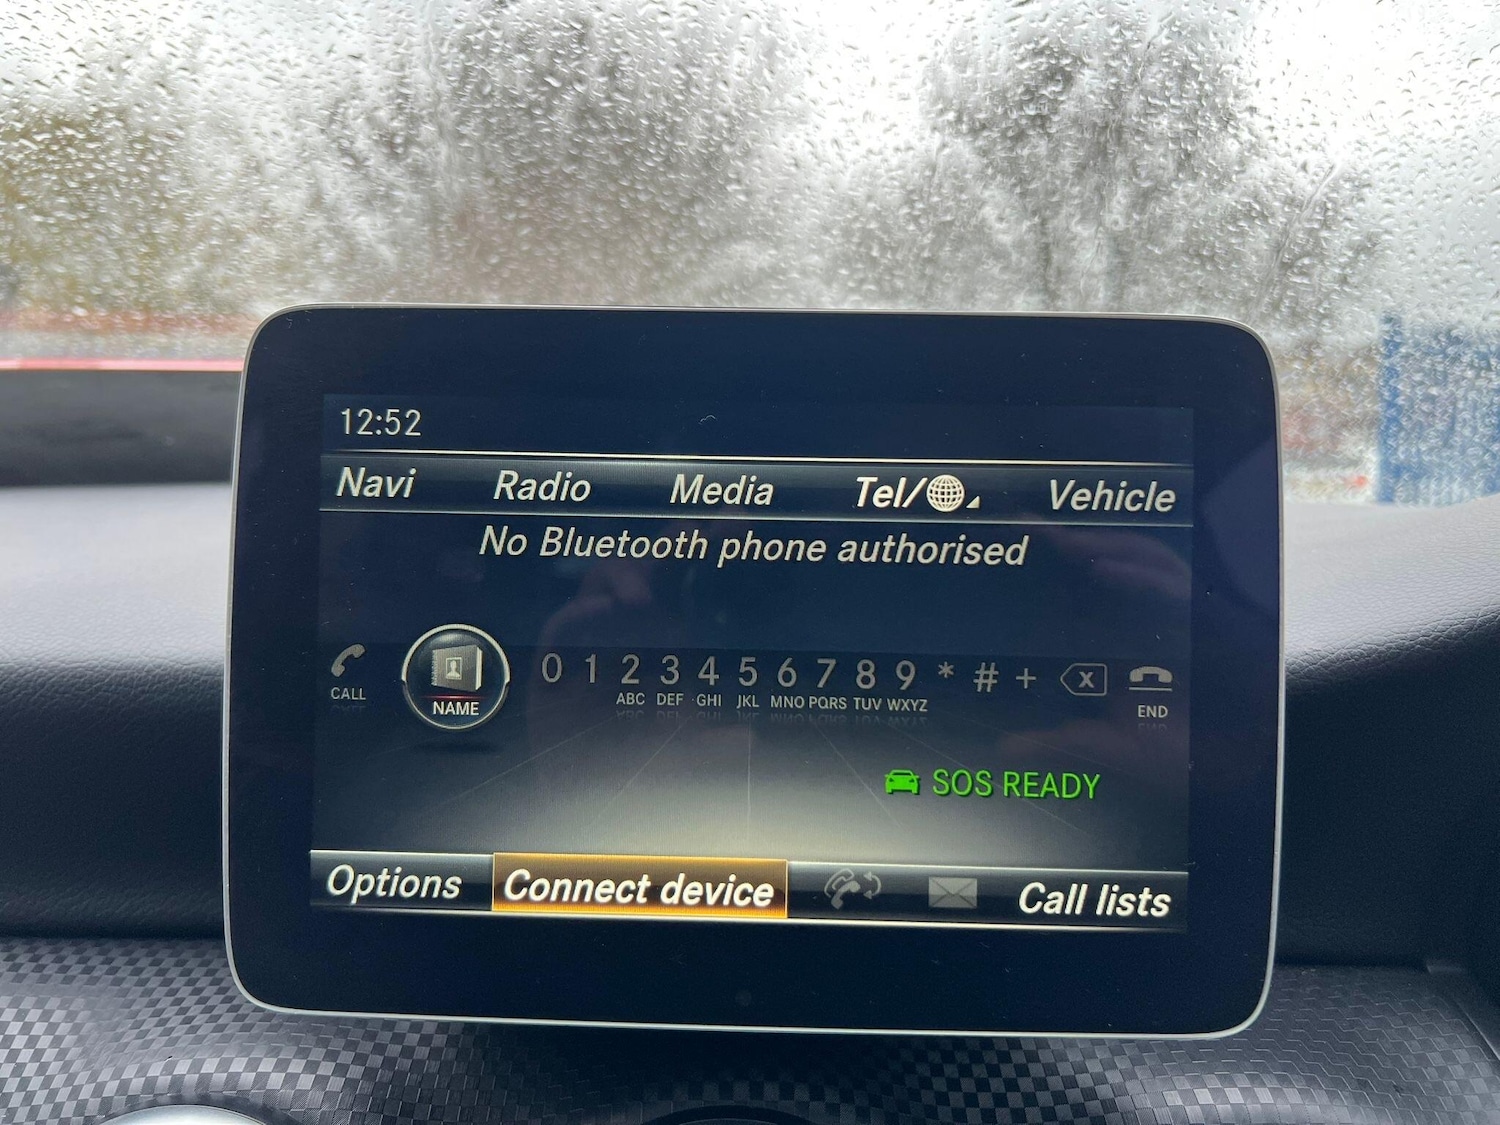 12:52
Navi Radio Media Tel/ Vehicle
No Bluetooth phone authorised
0 1 2 3 4 5 6 7 8 9 * # + X
ABC DEF GHI JKL MNO PQRS TUV WXYZ
CALL NAME END
SOS READY
Options Connect device Call lists